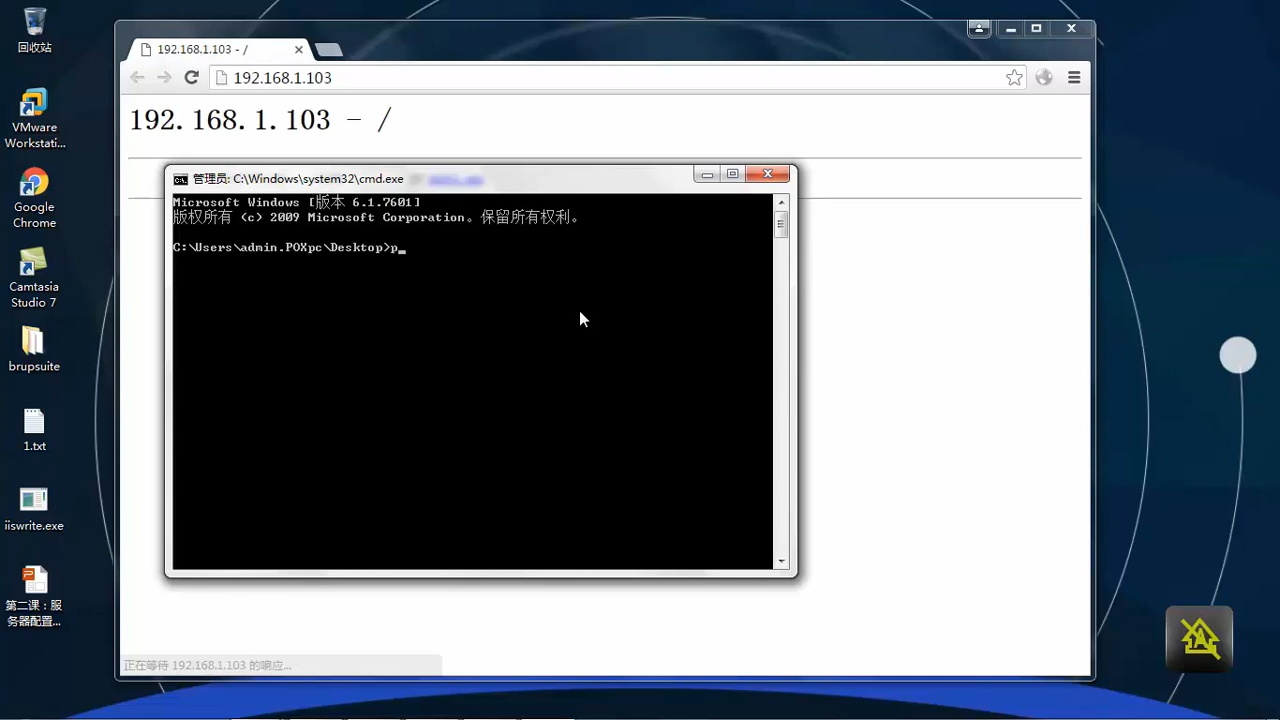 回收站
VMware
Workstati...
Google
Chrome
Camtasia
Studio 7
brupsuite
1.txt
iiswrite.exe
第二课：服
务器配置...
192.168.1.103 - /
192.168.1.103
192.168.1.103 - /
管理员: C:\Windows\system32\cmd.exe
Microsoft Windows [版本 6.1.7601]
版权所有 (c) 2009 Microsoft Corporation。保留所有权利。
C:\Users\admin.POXpc\Desktop>p_
正在等待 192.168.1.103 的响应...